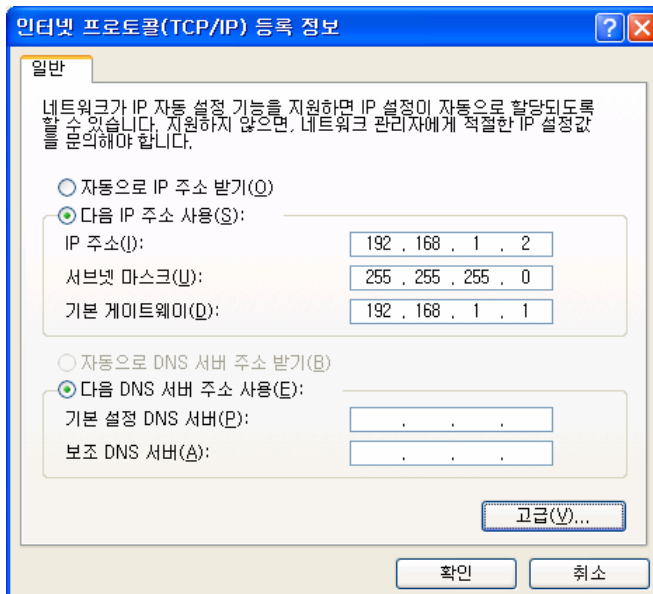 인터넷 프로토콜(TCP/IP) 등록 정보
일반
네트워크가 IP 자동 설정 기능을 지원하면 IP 설정이 자동으로 할당되도록
할 수 있습니다. 지원하지 않으면, 네트워크 관리자에게 적절한 IP 설정값
을 문의해야 합니다.
자동으로 IP 주소 받기(O)
다음 IP 주소 사용(S):
IP 주소(I): 192 . 168 . 1 . 2
서브넷 마스크(U): 255 . 255 . 255 . 0
기본 게이트웨이(D): 192 . 168 . 1 . 1
자동으로 DNS 서버 주소 받기(B)
다음 DNS 서버 주소 사용(E):
기본 설정 DNS 서버(P): . . .
보조 DNS 서버(A): . . .
고급(V)...
확인 취소